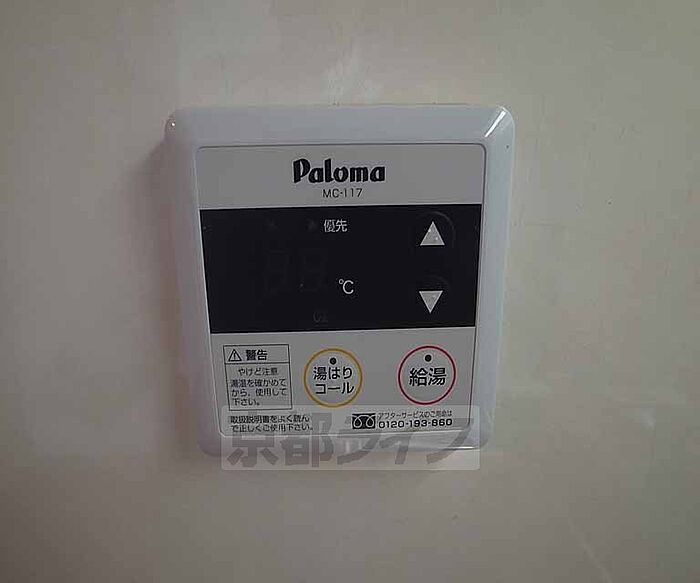 Paloma
MC-117
優先
℃
警告
やけど注意
湯温を確かめて
から、使用して
下さい。
取扱説明書をよく読ん
で正しくご使用下さい。
湯はり
コール
給湯
アフターサービスのご用命は
0120-193-860
京都ライフ